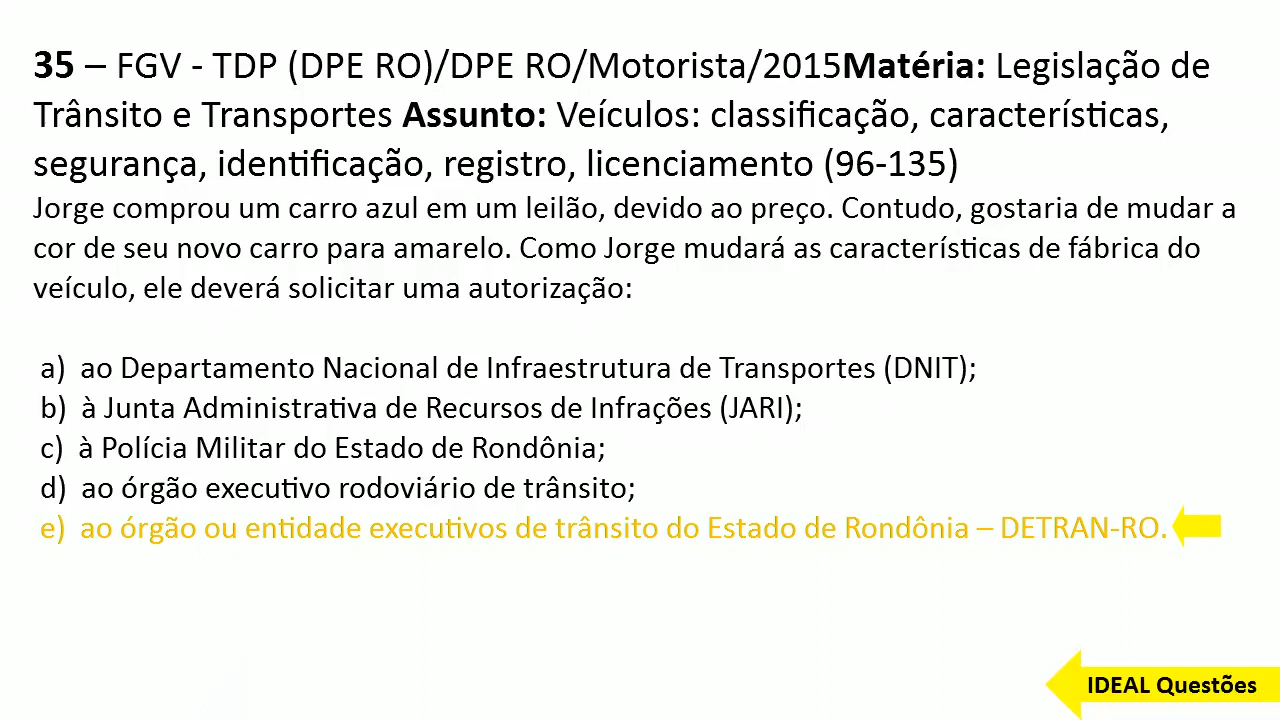 35 – FGV - TDP (DPE RO)/DPE RO/Motorista/2015Matéria: Legislação de
Trânsito e Transportes Assunto: Veículos: classificação, características,
segurança, identificação, registro, licenciamento (96-135)
Jorge comprou um carro azul em um leilão, devido ao preço. Contudo, gostaria de mudar a
cor de seu novo carro para amarelo. Como Jorge mudará as características de fábrica do
veículo, ele deverá solicitar uma autorização:
a) ao Departamento Nacional de Infraestrutura de Transportes (DNIT);
b) à Junta Administrativa de Recursos de Infrações (JARI);
c) à Polícia Militar do Estado de Rondônia;
d) ao órgão executivo rodoviário de trânsito;
e) ao órgão ou entidade executivos de trânsito do Estado de Rondônia – DETRAN-RO.
IDEAL Questões